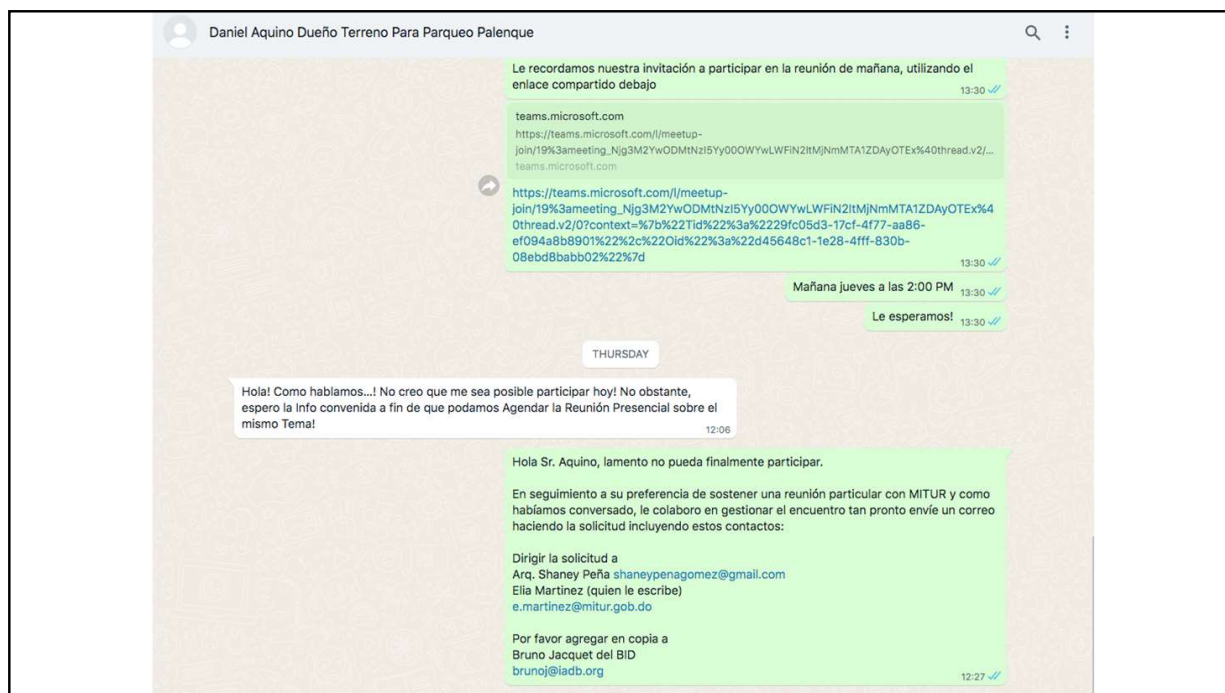 Daniel Aquino Dueño Terreno Para Parqueo Palenque
Le recordamos nuestra invitación a participar en la reunión de mañana, utilizando el
enlace compartido debajo
13:30
teams.microsoft.com
https://teams.microsoft.com/l/meetup-
join/19%3ameeting_Njg3M2YwODMtNzI5Yy00OWYwLWFiN2ItMjNmMTA1ZDAyOTEx%40thread.v2/...
teams.microsoft.com
https://teams.microsoft.com/l/meetup-
join/19%3ameeting_Njg3M2YwODMtNzI5Yy00OWYwLWFiN2ItMjNmMTA1ZDAyOTEx%4
0thread.v2/0?context=%7b%22Tid%22%3a%2229fc05d3-17cf-4f77-aa86-
ef094a8b8901%22%2c%22Oid%22%3a%22d45648c1-1e28-4fff-830b-
08ebd8babb02%22%7d
13:30
Mañana jueves a las 2:00 PM 13:30
Le esperamos! 13:30
THURSDAY
Hola! Como hablamos...! No creo que me sea posible participar hoy! No obstante,
espero la Info convenida a fin de que podamos Agendar la Reunión Presencial sobre el
mismo Tema!
12:06
Hola Sr. Aquino, lamento no pueda finalmente participar.
En seguimiento a su preferencia de sostener una reunión particular con MITUR y como
habíamos conversado, le colaboro en gestionar el encuentro tan pronto envíe un correo
haciendo la solicitud incluyendo estos contactos:
Dirigir la solicitud a
Arq. Shaney Peña shaneypenagomez@gmail.com
Elia Martinez (quien le escribe)
e.martinez@mitur.gob.do
Por favor agregar en copia a
Bruno Jacquet del BID
brunoj@iadb.org
12:27